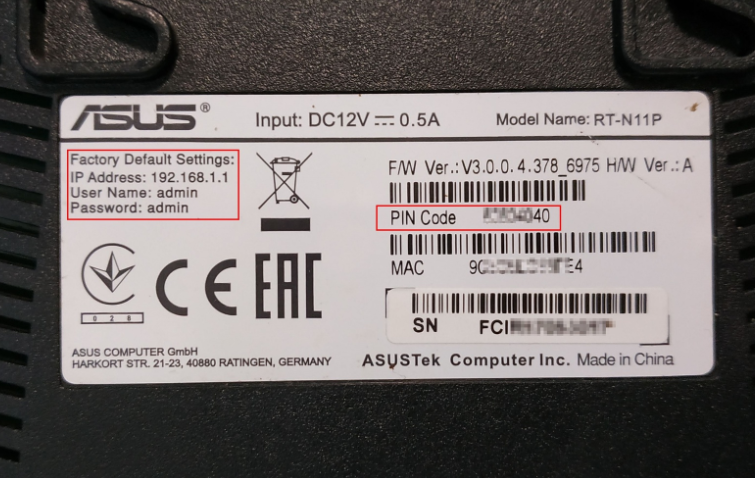 ASUS® Input: DC12V 0.5A Model Name: RT-N11P
Factory Default Settings:
IP Address: 192.168.1.1
User Name: admin
Password: admin
F/W Ver.: V3.0.0.4.378_6975 H/W Ver.: A
PIN Code
MAC
SN
CE EAC
028
ASUS COMPUTER GmbH
HARKORT STR. 21-23, 40880 RATINGEN, GERMANY
ASUSTek Computer Inc. Made in China